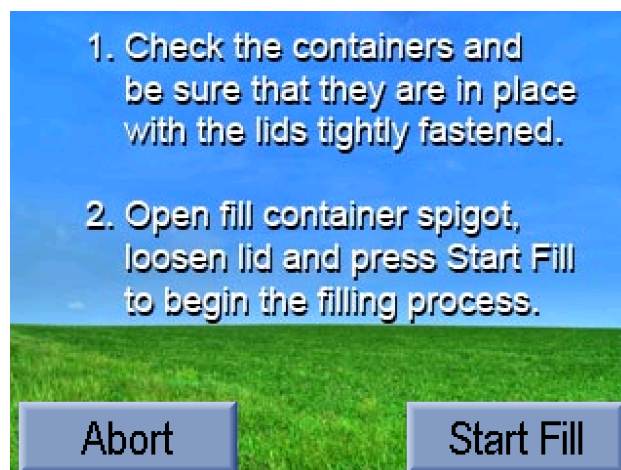 1. Check the containers and
be sure that they are in place
with the lids tightly fastened.
2. Open fill container spigot,
loosen lid and press Start Fill
to begin the filling process.
Abort
Start Fill